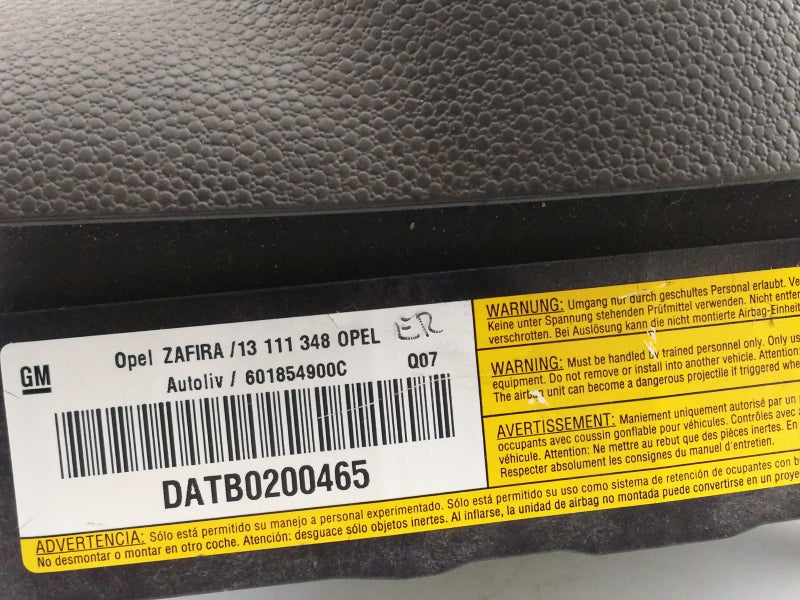 GM
Opel ZAFIRA / 13 111 348 OPEL
ER
Autoliv / 601854900C
Q07
DATB0200465
WARNUNG: Umgang nur durch geschultes Personal erlaubt.
Keine unter Spannung stehenden Prüfmittel verwenden. Nicht
verschrotten. Bei Auslösung kann die nicht montierte Airbag-Einheit
WARNING: Must be handled by trained personnel only. Only
equipment. Do not remove or install into another vehicle.
The airbag unit can become a dangerous projectile if triggered
AVERTISSEMENT: Maniement uniquement autorisé par un
occupants avec coussin gonflable pour véhicules. Contrôles avec
véhicule. Attention: Ne mettre au rebut que des pièces inertes. En
Respecter absolument les consignes du manuel d'entretien.
ADVERTENCIA: Sólo está permitido su manejo a personal experimentado. Sólo está permitido su uso como sistema de retención de ocupantes con
No desmontar o montar en otro coche. Atención: desguace sólo objetos inertes. Al inflarse, la unidad de airbag no montada puede convertirse en un